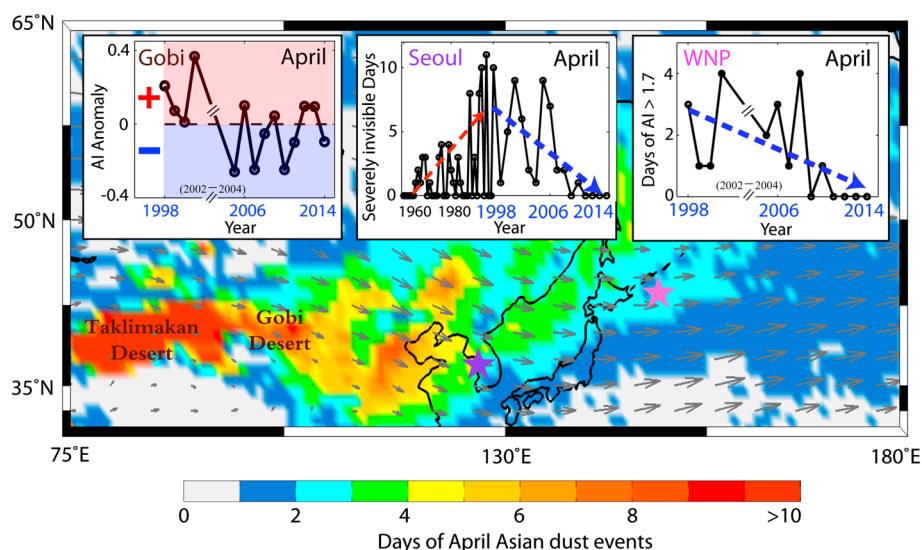 65˚N
50˚N
35˚N
75˚E
130˚E
180˚E
0.4
Gobi
April
+
0
−
-0.4
AI Anomaly
(2002−2004)
1998
2006
2014
Year
10
Seoul
April
5
0
Severely Invisible Days
1960
1980
1998
2006
2014
Year
6
WNP
April
4
2
0
Days of AI > 1.7
(2002−2004)
1998
2006
2014
Year
Taklimakan
Desert
Gobi
Desert
0
2
4
6
8
>10
Days of April Asian dust events